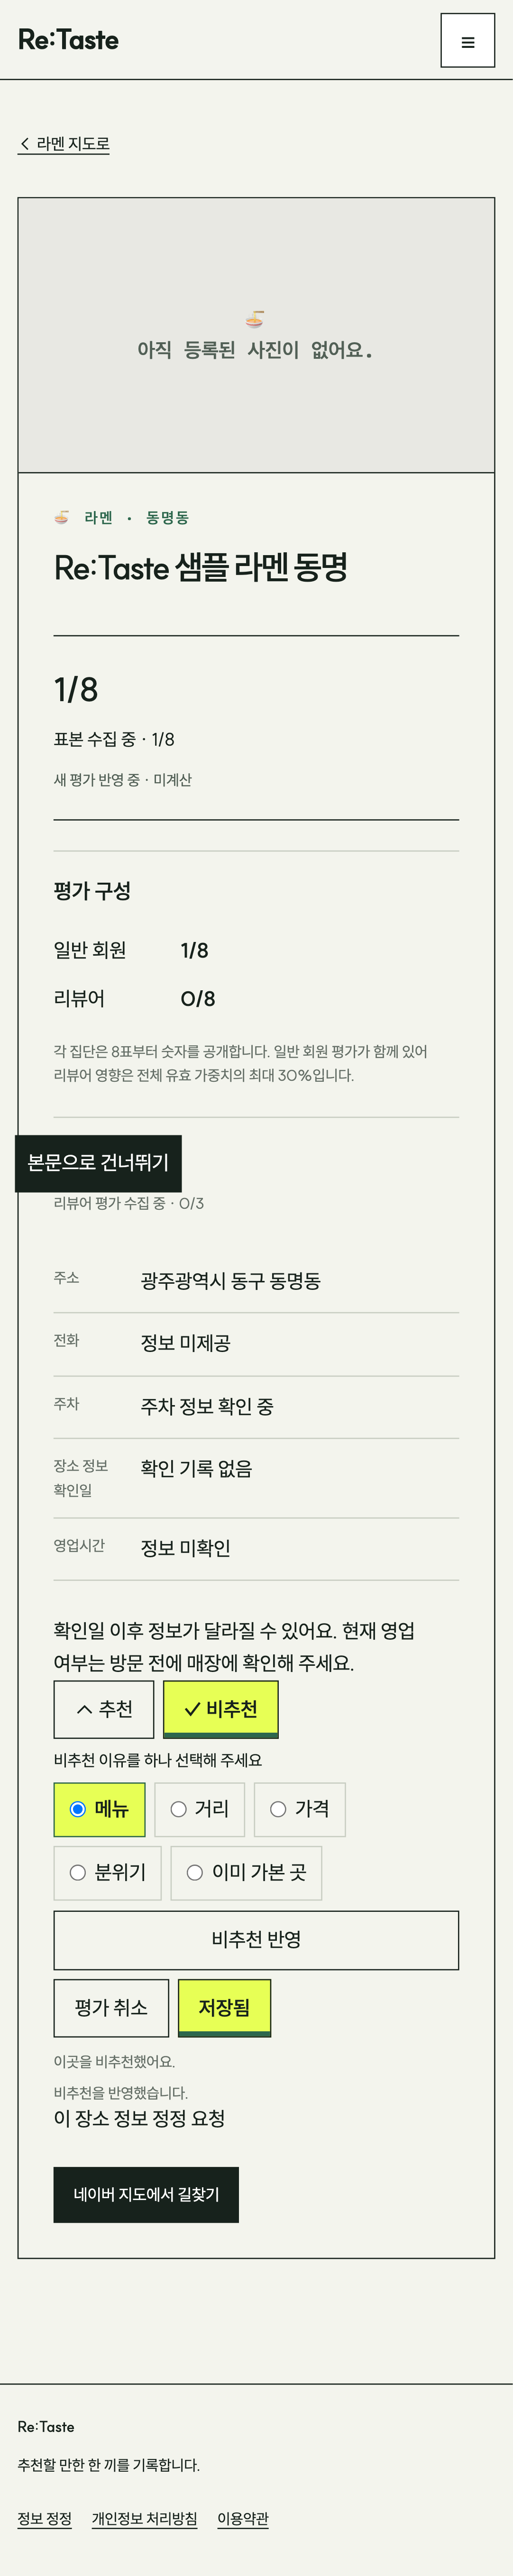 Re:Taste
라멘 지도로
아직 등록된 사진이 없어요.
라멘 · 동명동
Re:Taste 샘플 라멘 동명
1/8
표본 수집 중 · 1/8
새 평가 반영 중 · 미계산
평가 구성
일반 회원 1/8
리뷰어 0/8
각 집단은 8표부터 숫자를 공개합니다. 일반 회원 평가가 함께 있어
리뷰어 영향은 전체 유효 가중치의 최대 30%입니다.
본문으로 건너뛰기
리뷰어 평가 수집 중 · 0/3
주소 광주광역시 동구 동명동
전화 정보 미제공
주차 주차 정보 확인 중
장소 정보 확인 기록 없음
확인일
영업시간 정보 미확인
확인일 이후 정보가 달라질 수 있어요. 현재 영업
여부는 방문 전에 매장에 확인해 주세요.
추천 비추천
비추천 이유를 하나 선택해 주세요
메뉴 거리 가격
분위기 이미 가본 곳
비추천 반영
평가 취소 저장됨
이곳을 비추천했어요.
비추천을 반영했습니다.
이 장소 정보 정정 요청
네이버 지도에서 길찾기
Re:Taste
추천할 만한 한 끼를 기록합니다.
정보 정정 개인정보 처리방침 이용약관